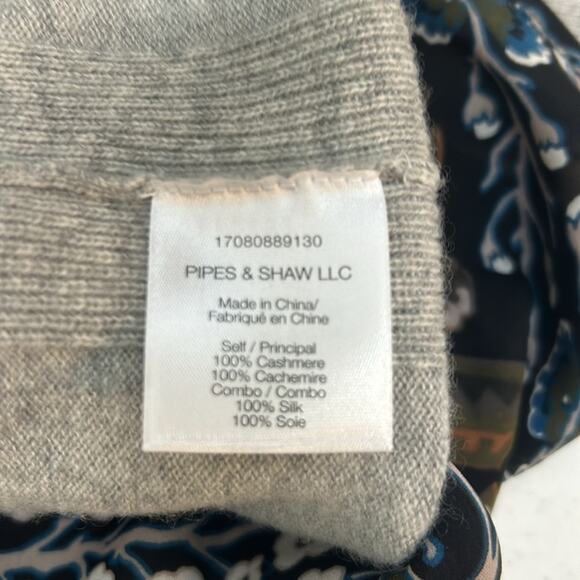 17080889130
PIPES & SHAW LLC
Made in China/
Fabriqué en Chine
Self / Principal
100% Cashmere
100% Cachemire
Combo / Combo
100% Silk
100% Soie